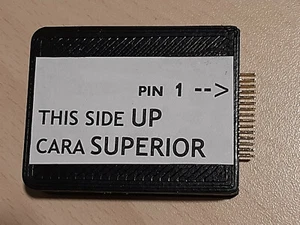 PIN 1 -->
THIS SIDE UP
CARA SUPERIOR